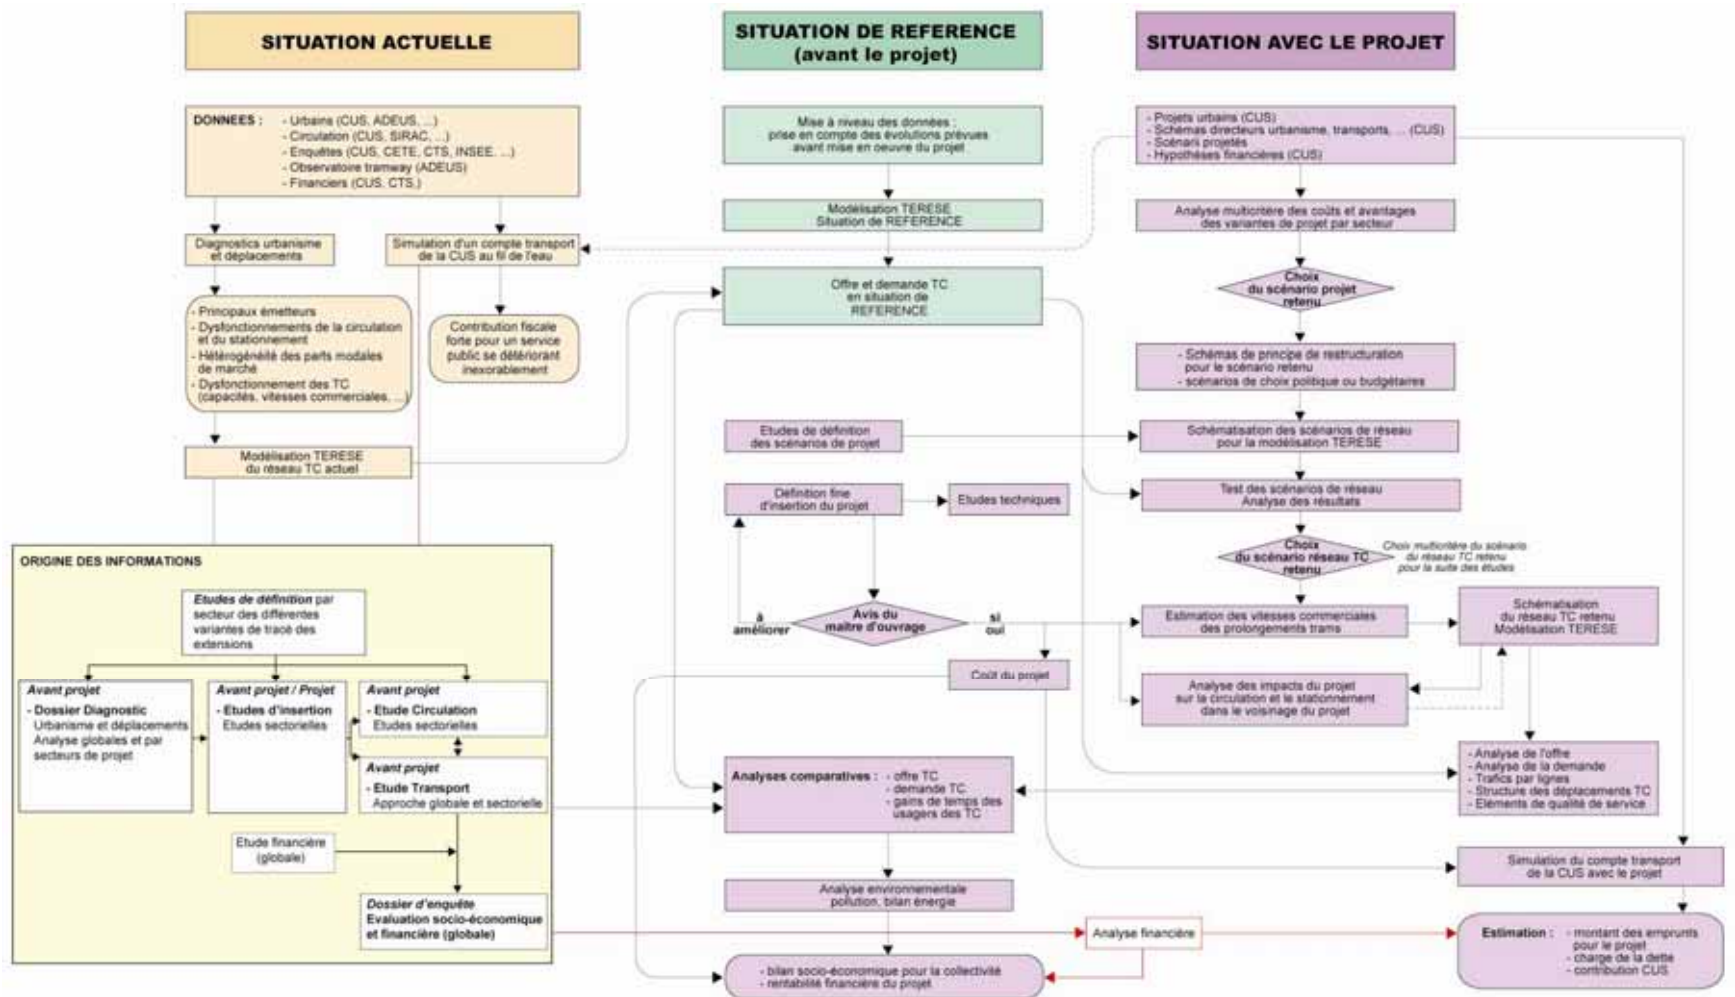 SITUATION ACTUELLE
DONNEES :
- Urbains (CUS, ADEUS, ...)
- Circulation (CUS, SIRAC, ...)
- Enquêtes (CUS, CETE, CTS, INSEE, ...)
- Observatoire tramway (ADEUS)
- Financiers (CUS, CTS,)
Diagnostics urbanisme
et déplacements
Simulation d'un compte transport
de la CUS au fil de l'eau
- Principaux émetteurs
- Dysfonctionnements de la circulation
et du stationnement
- Hétérogénéité des parts modales
de marché
- Dysfonctionnement des TC
(capacités, vitesses commerciales, ...)
Contribution fiscale
forte pour un service
public se détériorant
inexorablement
Modélisation TERESE
du réseau TC actuel
ORIGINE DES INFORMATIONS
Etudes de définition par
secteur des différentes
variantes de tracé des
extensions
Avant projet
- Dossier Diagnostic
Urbanisme et déplacements
Analyse globales et par
secteurs de projet
Avant projet / Projet
- Etudes d'insertion
Etudes sectorielles
Avant projet
- Etude Circulation
Etudes sectorielles
Avant projet
- Etude Transport
Approche globale et sectorielle
Etude financière
(globale)
Dossier d'enquête
Evaluation socio-économique
et financière (globale)
SITUATION DE REFERENCE
(avant le projet)
Mise à niveau des données :
prise en compte des évolutions prévues
avant mise en oeuvre du projet
Modélisation TERESE
Situation de REFERENCE
Offre et demande TC
en situation de
REFERENCE
Etudes de définition
des scénarios de projet
Définition fine
d'insertion du projet
Etudes techniques
à
améliorer
Avis du
maître d'ouvrage
si
oui
Coût du projet
Analyses comparatives :
- offre TC
- demande TC
- gains de temps des
usagers des TC
Analyse environnementale
pollution, bilan énergie
Analyse financière
- bilan socio-économique pour la collectivité
- rentabilité financière du projet
SITUATION AVEC LE PROJET
- Projets urbains (CUS)
- Schémas directeurs urbanisme, transports, ... (CUS)
- Scénarii projetés
- Hypothèses financières (CUS)
Analyse multicritère des coûts et avantages
des variantes de projet par secteur
Choix
du scénario projet
retenu
- Schémas de principe de restructuration
pour le scénario retenu
- scénarios de choix politique ou budgétaires
Schématisation des scénarios de réseau
pour la modélisation TERESE
Test des scénarios de réseau
Analyse des résultats
Choix
du scénario réseau TC
retenu
Choix multicritère du scénario
du réseau TC retenu
pour la suite des études
Estimation des vitesses commerciales
des prolongements trams
Schématisation
du réseau TC retenu
Modélisation TERESE
Analyse des impacts du projet
sur la circulation et le stationnement
dans le voisinage du projet
- Analyse de l'offre
- Analyse de la demande
- Trafics par lignes
- Structure des déplacements TC
- Eléments de qualité de service
Simulation du compte transport
de la CUS avec le projet
Estimation :
- montant des emprunts
pour le projet
- charge de la dette
- contribution CUS